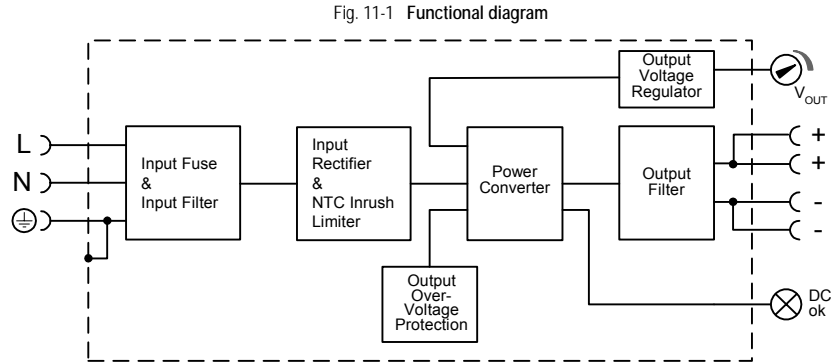 Fig. 11-1 Functional diagram
Output
Voltage
Regulator
VOUT
L
N
Input Fuse
&
Input Filter
Input
Rectifier
&
NTC Inrush
Limiter
Power
Converter
Output
Filter
+
+
-
-
Output
Over-
Voltage
Protection
DC
ok